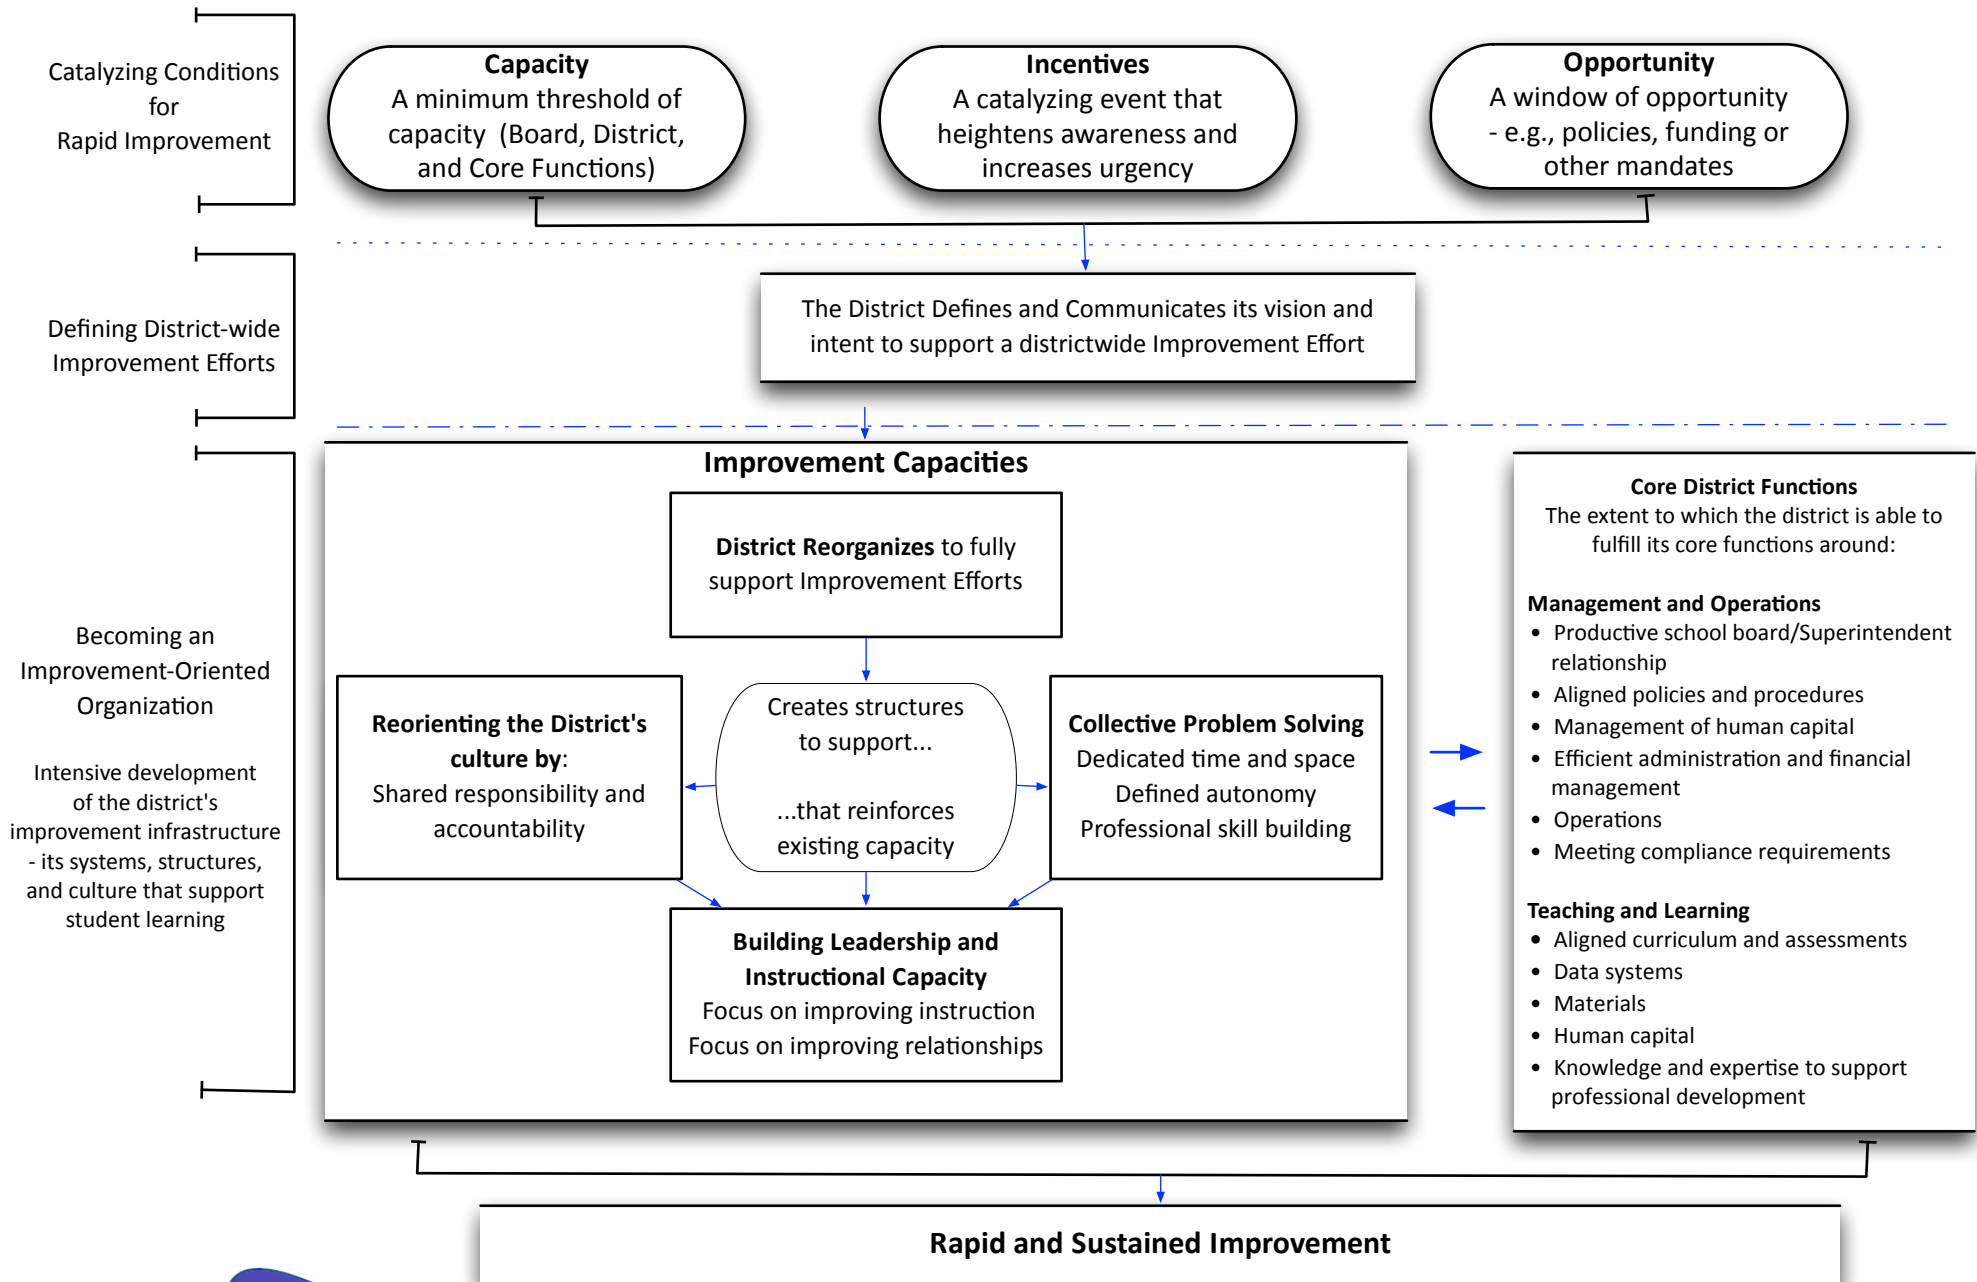 Catalyzing Conditions
for
Rapid Improvement
Capacity
A minimum threshold of
capacity (Board, District,
and Core Functions)
Incentives
A catalyzing event that
heightens awareness and
increases urgency
Opportunity
A window of opportunity
- e.g., policies, funding or
other mandates
Defining District-wide
Improvement Efforts
The District Defines and Communicates its vision and
intent to support a districtwide Improvement Effort
Becoming an
Improvement-Oriented
Organization
Intensive development
of the district's
improvement infrastructure
- its systems, structures,
and culture that support
student learning
Improvement Capacities
District Reorganizes to fully
support Improvement Efforts
Reorienting the District's
culture by:
Shared responsibility and
accountability
Creates structures
to support...
...that reinforces
existing capacity
Collective Problem Solving
Dedicated time and space
Defined autonomy
Professional skill building
Building Leadership and
Instructional Capacity
Focus on improving instruction
Focus on improving relationships
Core District Functions
The extent to which the district is able to
fulfill its core functions around:
Management and Operations
• Productive school board/Superintendent
relationship
• Aligned policies and procedures
• Management of human capital
• Efficient administration and financial
management
• Operations
• Meeting compliance requirements
Teaching and Learning
• Aligned curriculum and assessments
• Data systems
• Materials
• Human capital
• Knowledge and expertise to support
professional development
Rapid and Sustained Improvement